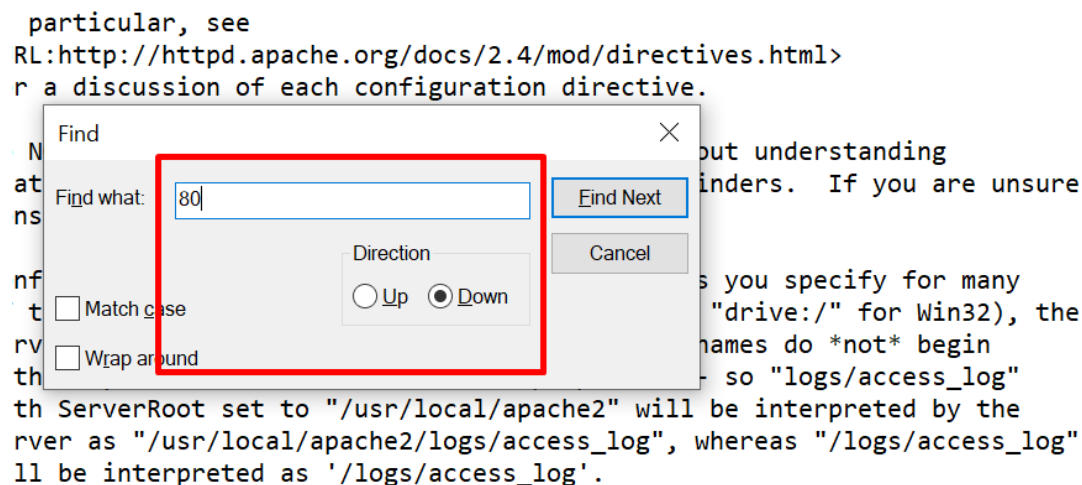 particular, see
RL:http://httpd.apache.org/docs/2.4/mod/directives.html>
r a discussion of each configuration directive.
Find
N
but understanding
at
inders. If you are unsure
ns
Find what:
80
Find Next
Cancel
Direction
Up
Down
Match case
Wrap around
nf
s you specify for many
t
"drive:/" for Win32), the
rv
names do *not* begin
th
- so "logs/access_log"
th ServerRoot set to "/usr/local/apache2" will be interpreted by the
rver as "/usr/local/apache2/logs/access_log", whereas "/logs/access_log"
ll be interpreted as '/logs/access_log'.